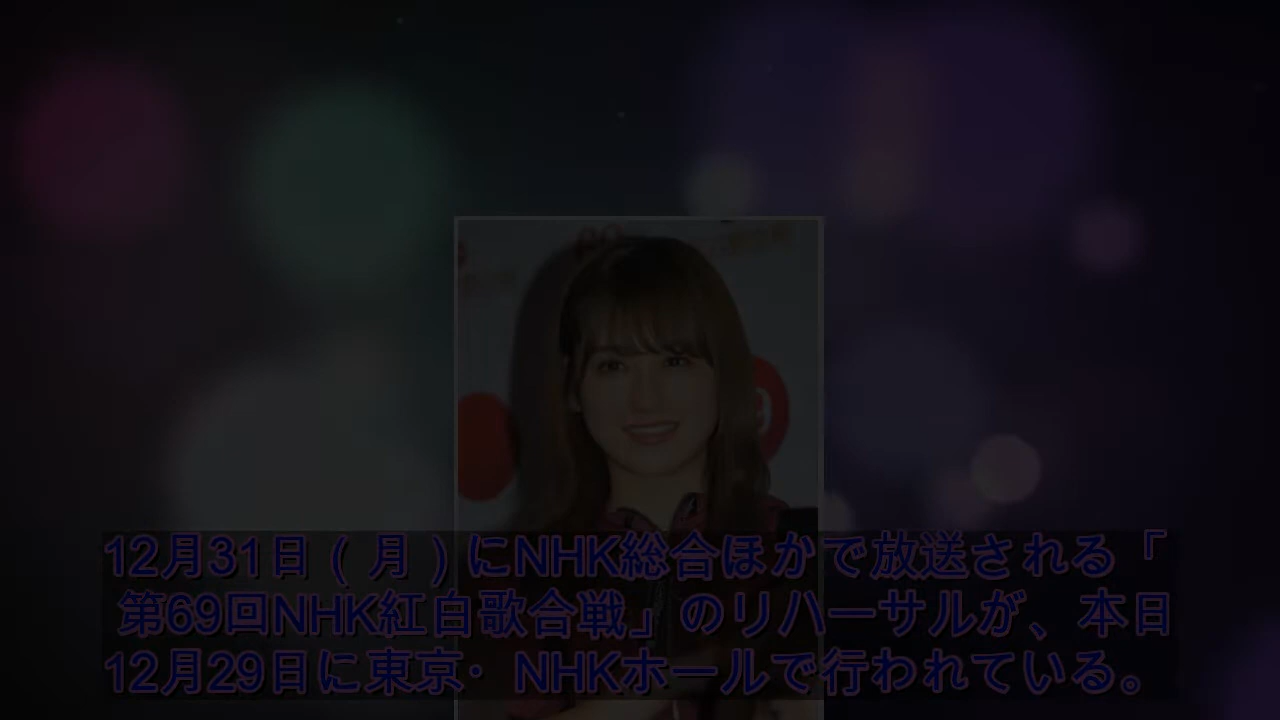 12月31日（月）にNHK総合ほかで放送される「
第69回NHK紅白歌合戦」のリハーサルが、本日
12月29日に東京・NHKホールで行われている。